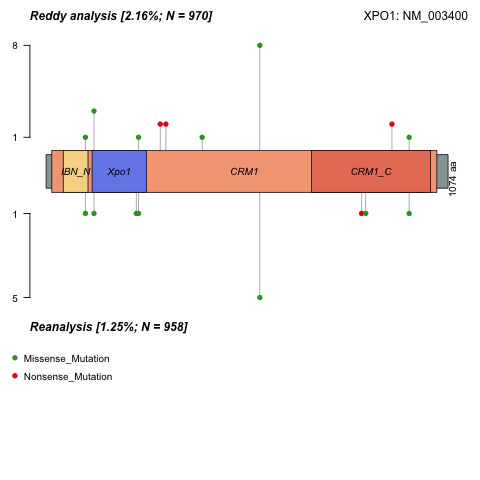 Reddy analysis [2.16%; N = 970]
XPO1: NM_003400
8
1
IBN_N
Xpo1
CRM1
CRM1_C
1074 aa
1
5
Reanalysis [1.25%; N = 958]
Missense_Mutation
Nonsense_Mutation